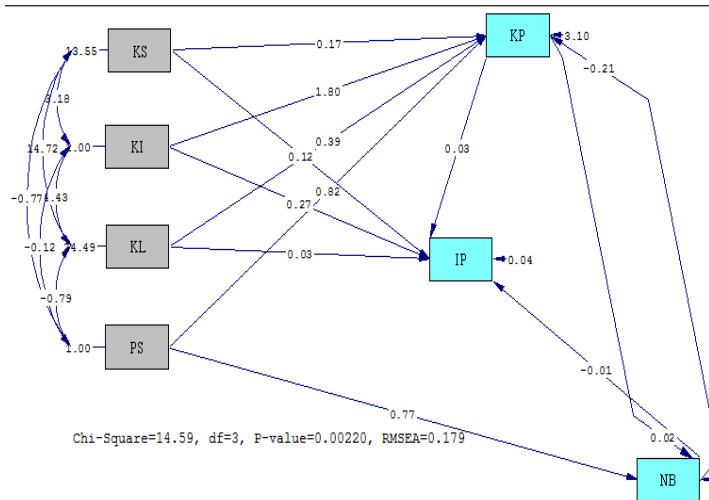 KP
3.10
13.55
KS
0.17
-0.21
3.18
1.80
KI
14.72
0.39
0.03
0.12
-0.77
4.43
0.27
0.82
-0.12
24.49
KL
0.03
IP
0.04
-0.79
1.00
PS
-0.01
0.77
Chi-Square=14.59, df=3, P-value=0.00220, RMSEA=0.179
0.02
NB